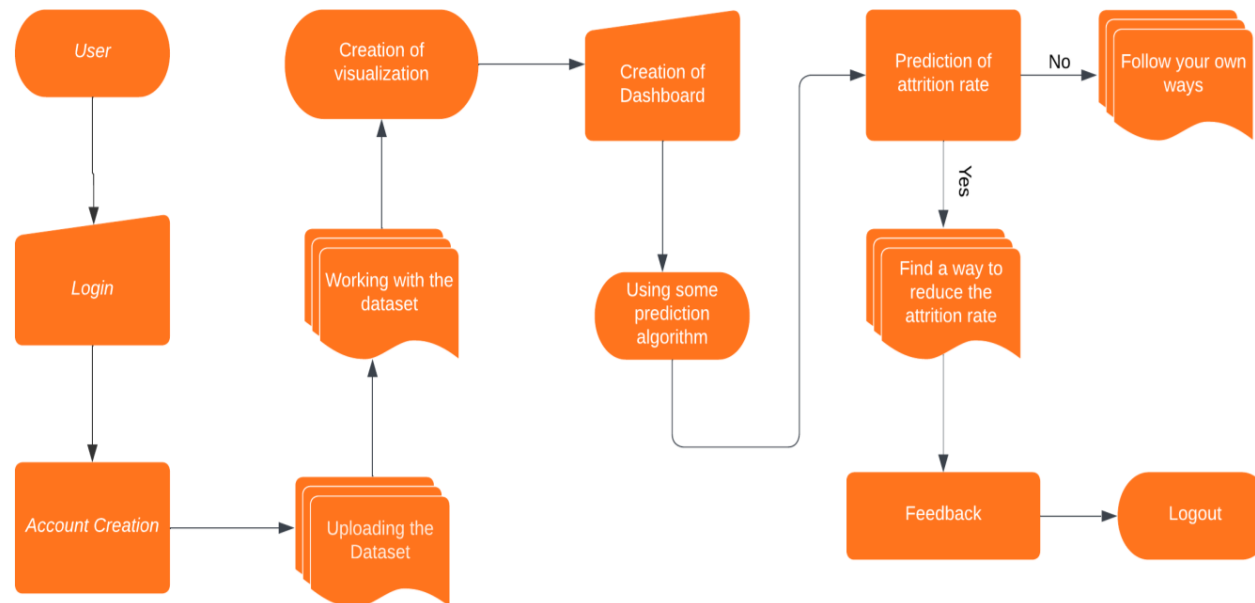 User
Login
Account Creation
Uploading the
Dataset
Working with the
dataset
Creation of
visualization
Creation of
Dashboard
Using some
prediction
algorithm
Prediction of
attrition rate
No
Follow your own
ways
Yes
Find a way to
reduce the
attrition rate
Feedback
Logout